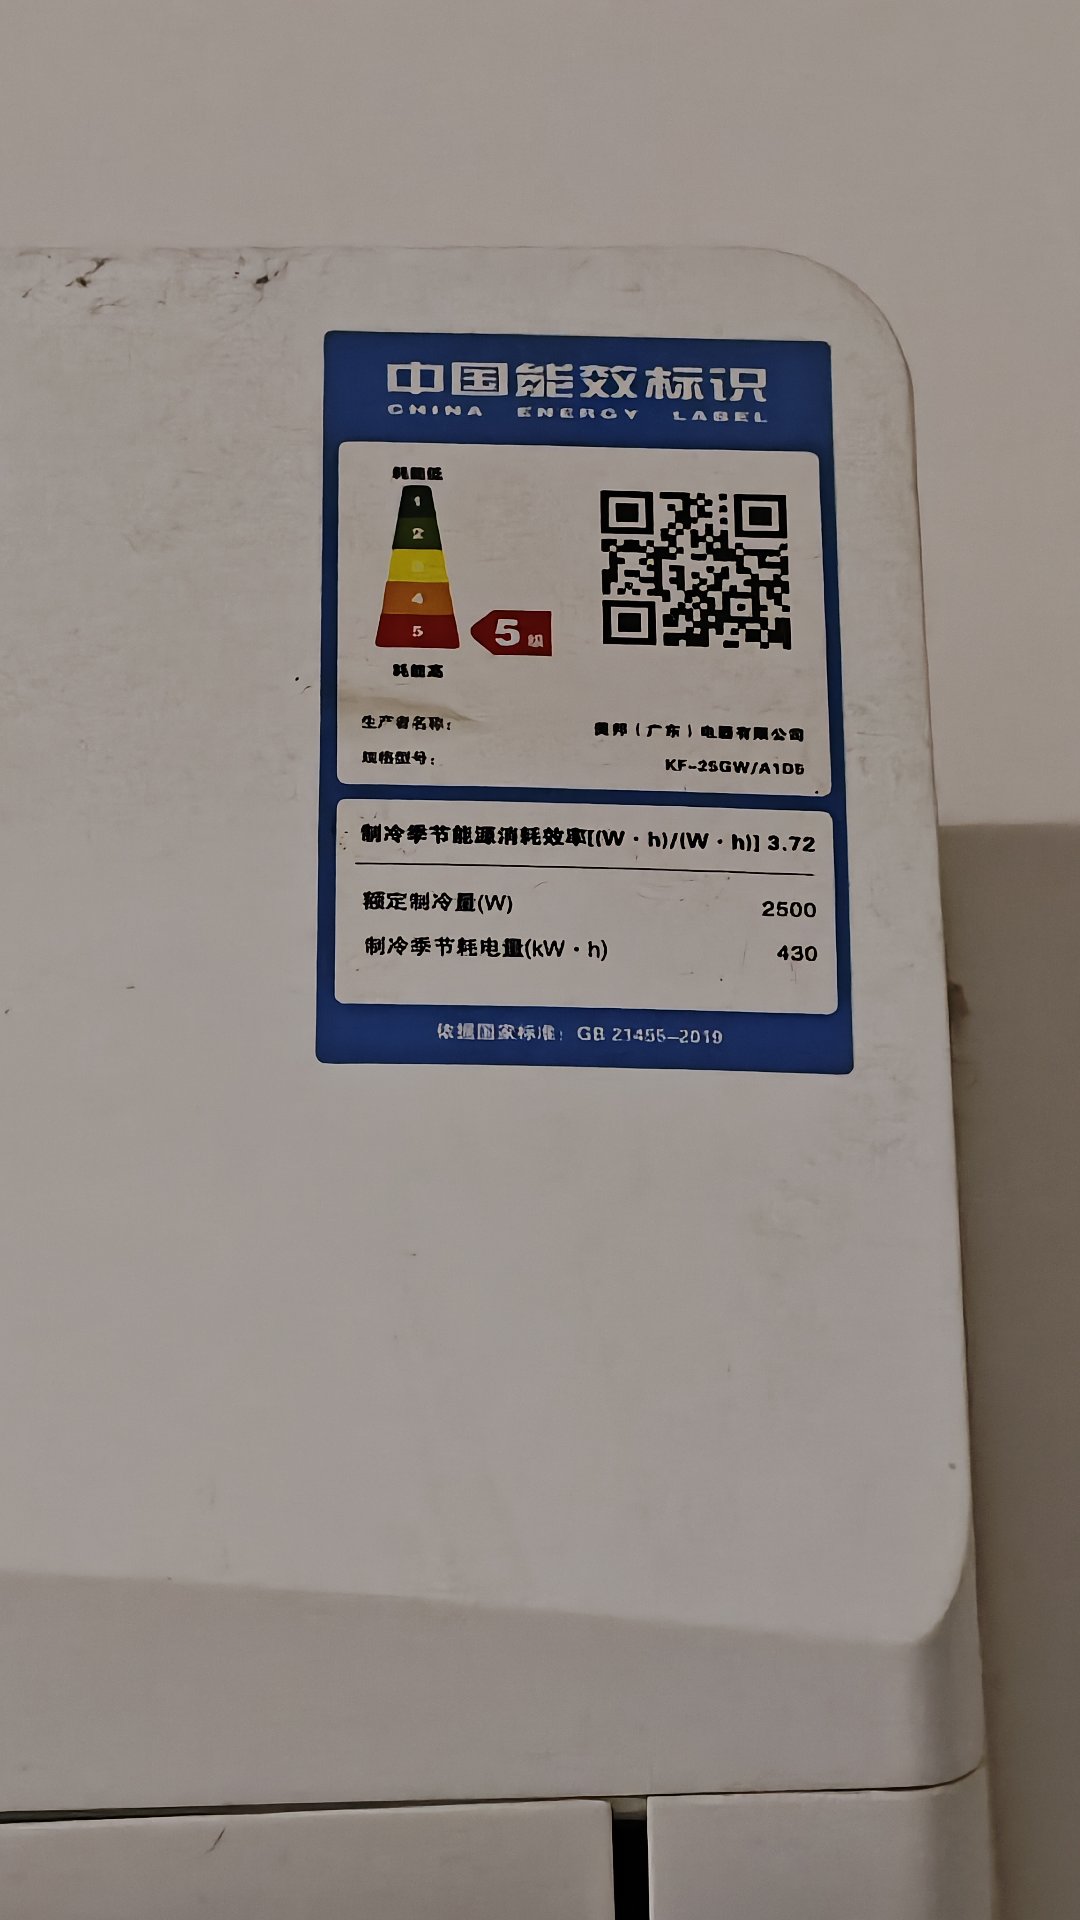 中国能效标识
CHINA ENERGY LABEL
耗能低
1
2
3
4
5
5 级
耗能高
生产者名称：
（广东）电器有限公司
规格型号：
KF-25GW/A1D5
制冷季节能源消耗效率[(W·h)/(W·h)] 3.72
额定制冷量(W) 2500
制冷季节耗电量(kW·h) 430
依据国家标准：GB 21455-2019